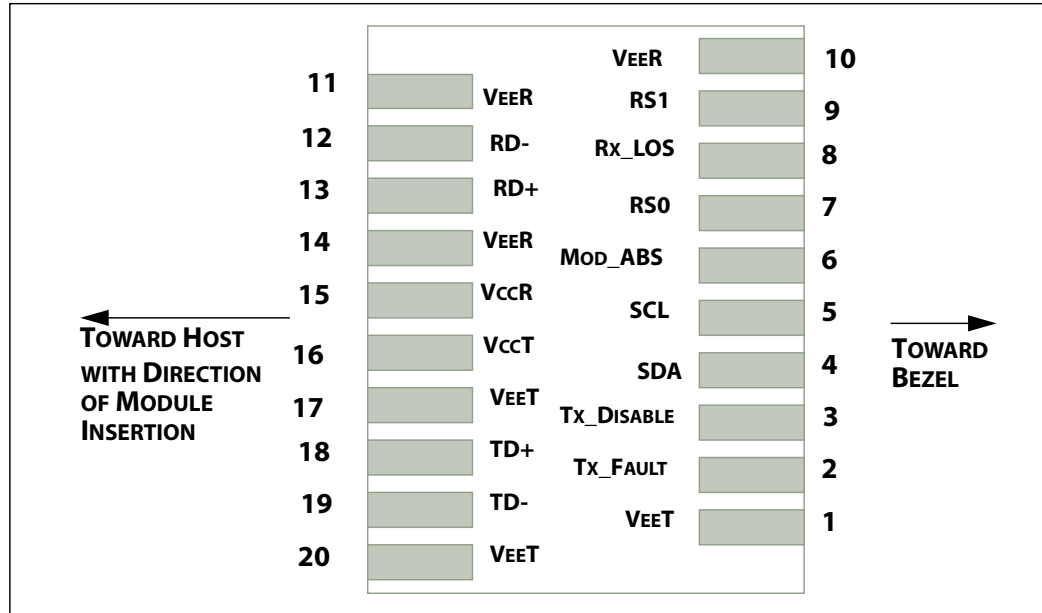 11 VEER
12 RD-
13 RD+
14 VEER
15 VCCR
16 VCCT
17 VEET
18 TD+
19 TD-
20 VEET
VEER 10
RS1 9
RX_LOS 8
RS0 7
MOD_ABS 6
SCL 5
SDA 4
TX_DISABLE 3
TX_FAULT 2
VEET 1
TOWARD HOST
WITH DIRECTION
OF MODULE
INSERTION
TOWARD
BEZEL